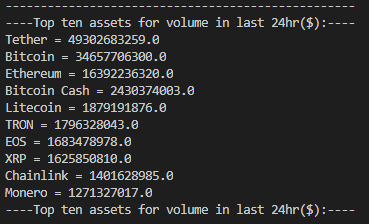 --------------------------------------------------
----Top ten assets for volume in last 24hr($):----
Tether = 49302683259.0
Bitcoin = 34657706300.0
Ethereum = 16392236320.0
Bitcoin Cash = 2430374003.0
Litecoin = 1879191876.0
TRON = 1796328043.0
EOS = 1683478978.0
XRP = 1625850810.0
Chainlink = 1401628985.0
Monero = 1271327017.0
----Top ten assets for volume in last 24hr($):----